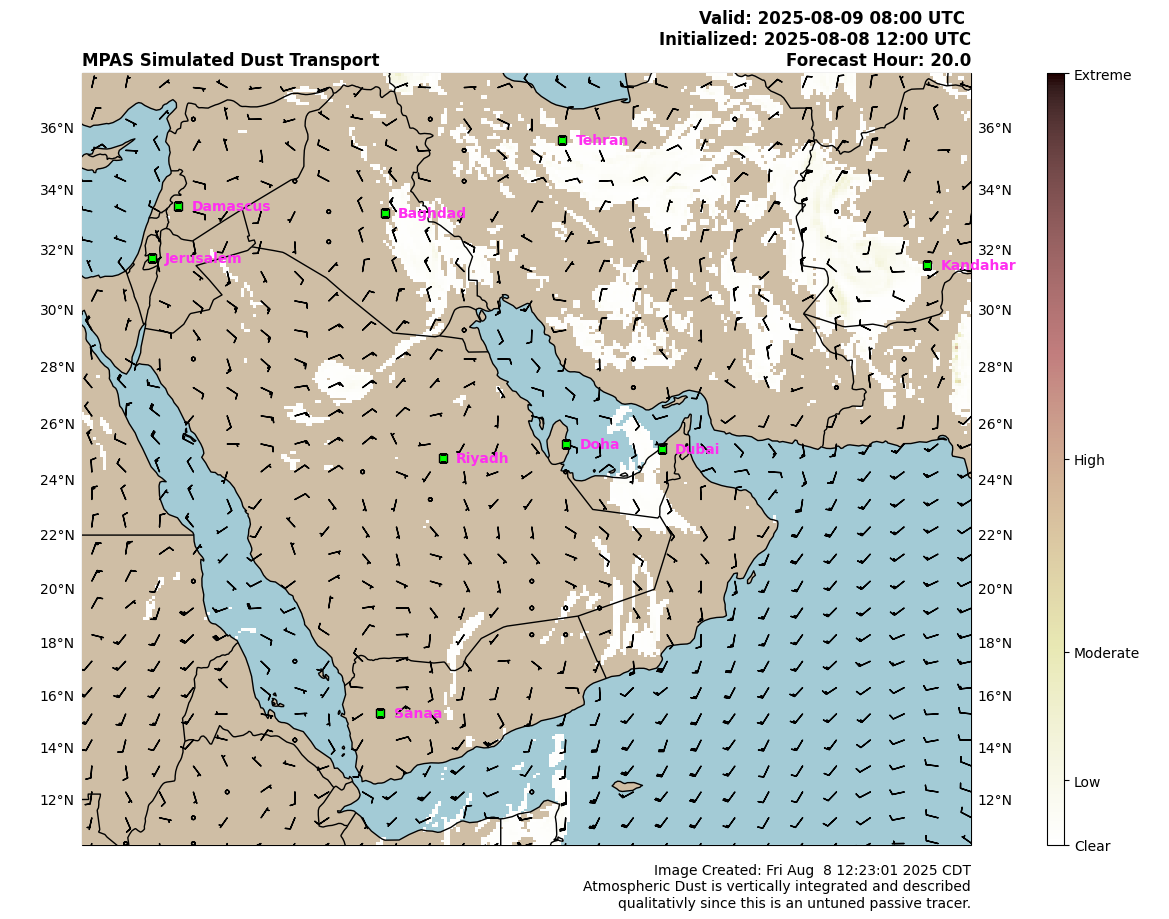 Valid: 2025-08-09 08:00 UTC
Initialized: 2025-08-08 12:00 UTC
MPAS Simulated Dust Transport Forecast Hour: 20.0
Extreme
36°N Tehran 36°N
34°N Damascus Baghdad 34°N
32°N Jerusalem 32°N Kandahar
30°N 30°N
28°N 28°N
26°N Doha Dubai 26°N
Riyadh High
24°N 24°N
22°N 22°N
20°N 20°N
18°N 18°N
Moderate
16°N Sanaa 16°N
14°N 14°N
Low
12°N 12°N
Clear
Image Created: Fri Aug  8 12:23:01 2025 CDT
Atmospheric Dust is vertically integrated and described
qualitativly since this is an untuned passive tracer.